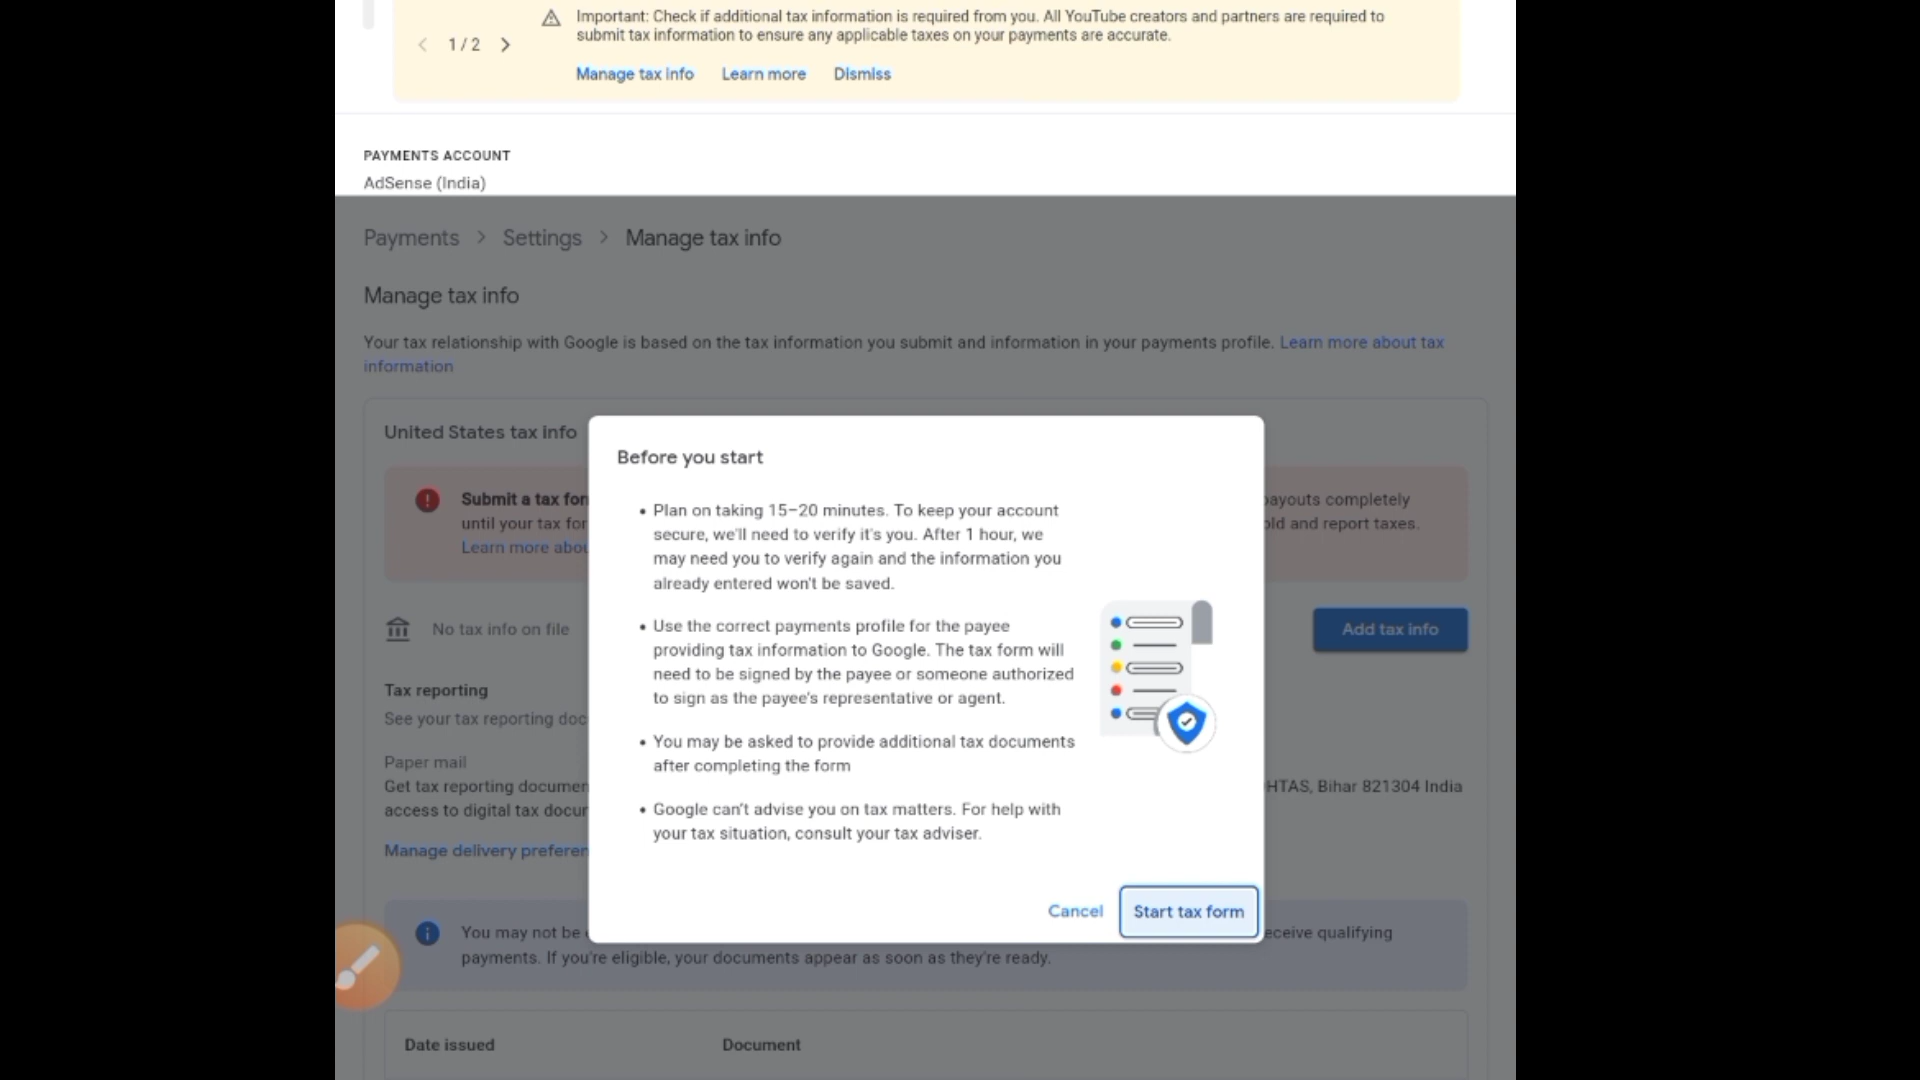 Important: Check if additional tax information is required from you. All YouTube creators and partners are required to
submit tax information to ensure any applicable taxes on your payments are accurate.
1 / 2
Manage tax info Learn more Dismiss
PAYMENTS ACCOUNT
AdSense (India)
Payments > Settings > Manage tax info
Manage tax info
Your tax relationship with Google is based on the tax information you submit and information in your payments profile. Learn more about tax
information
United States tax info
Submit a tax for
payouts completely
until your tax for
old and report taxes.
Learn more abou
No tax info on file
Add tax info
Tax reporting
See your tax reporting doc
Paper mail
Get tax reporting documen
HTAS, Bihar 821304 India
access to digital tax docu
Manage delivery preferen
You may not be
eceive qualifying
payments. If you're eligible, your documents appear as soon as they're ready.
Date issued Document
Before you start
• Plan on taking 15–20 minutes. To keep your account
secure, we'll need to verify it's you. After 1 hour, we
may need you to verify again and the information you
already entered won't be saved.
• Use the correct payments profile for the payee
providing tax information to Google. The tax form will
need to be signed by the payee or someone authorized
to sign as the payee's representative or agent.
• You may be asked to provide additional tax documents
after completing the form
• Google can't advise you on tax matters. For help with
your tax situation, consult your tax adviser.
Cancel Start tax form